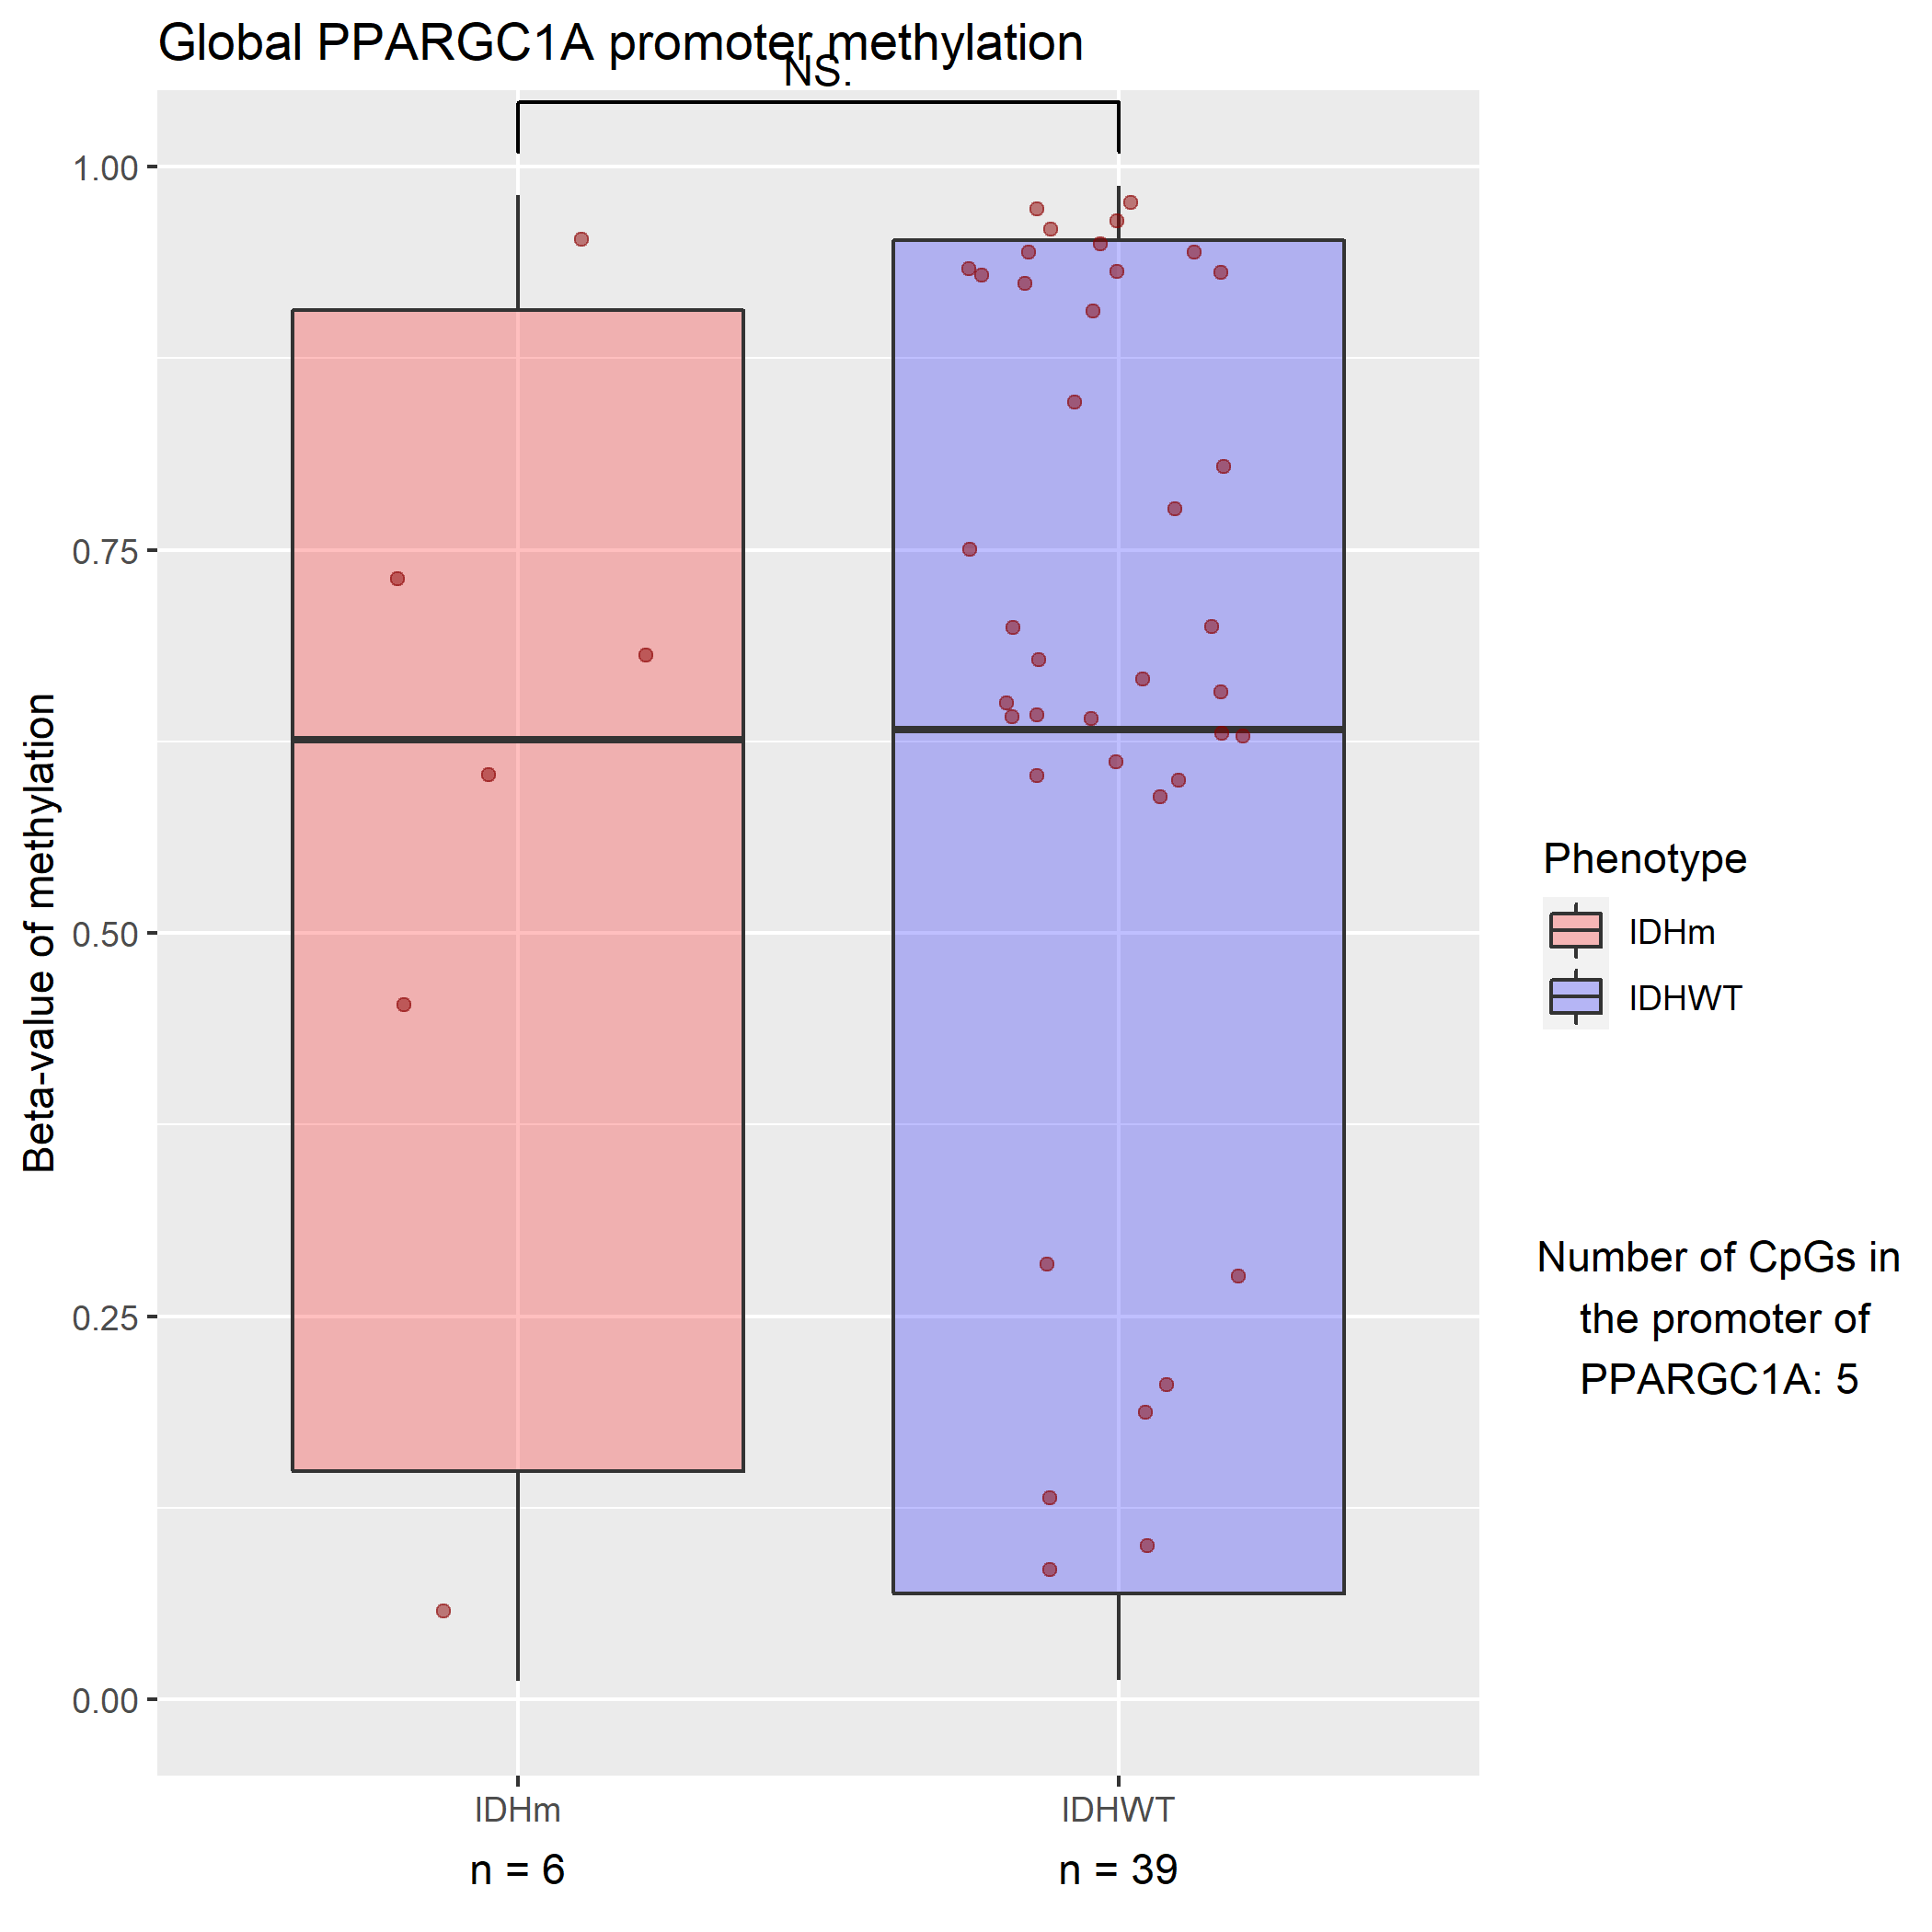 Global PPARGC1A promoter methylation
NS.
1.00
0.75
0.50
0.25
0.00
Beta-value of methylation
IDHm
IDHWT
n = 6
n = 39
Phenotype
IDHm
IDHWT
Number of CpGs in
the promoter of
PPARGC1A: 5